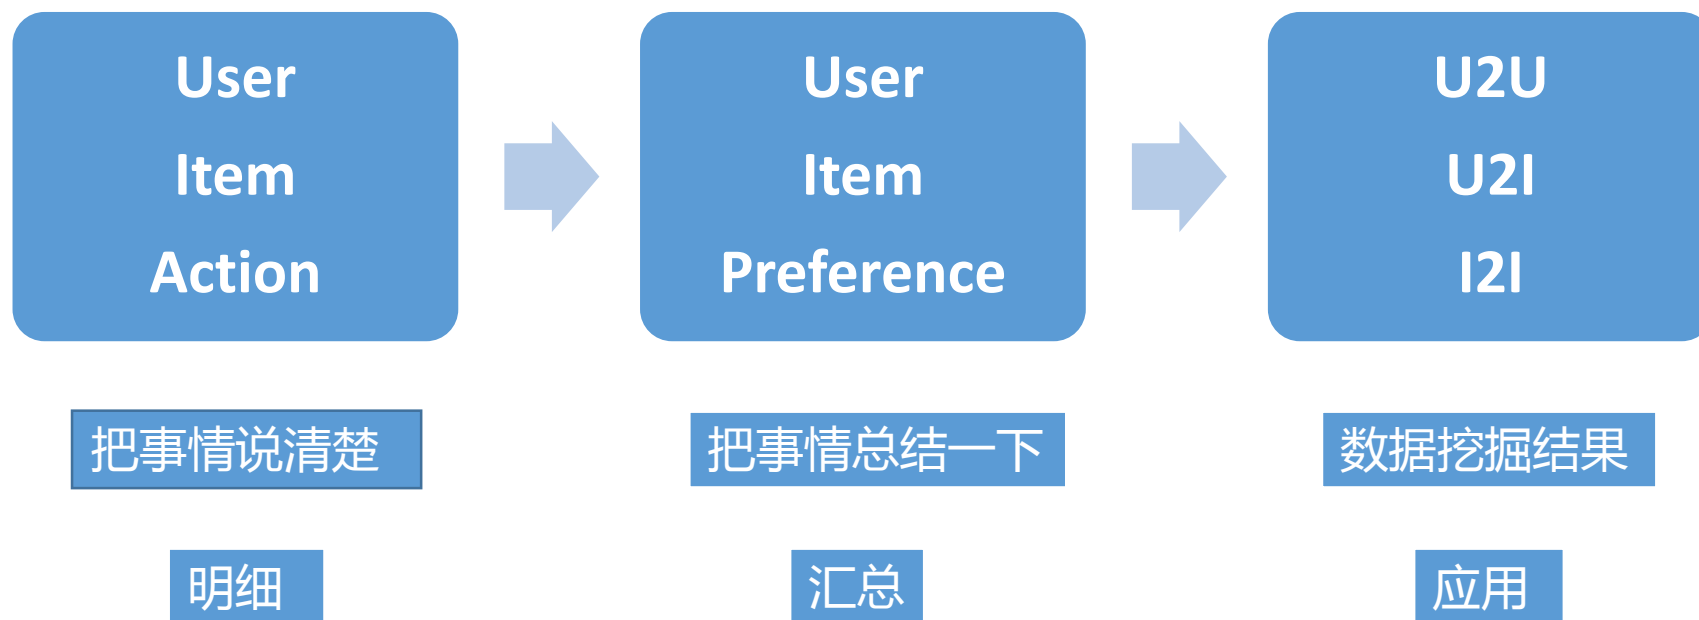 User
Item
Action
User
Item
Preference
U2U
U2I
I2I
把事情说清楚
把事情总结一下
数据挖掘结果
明细
汇总
应用